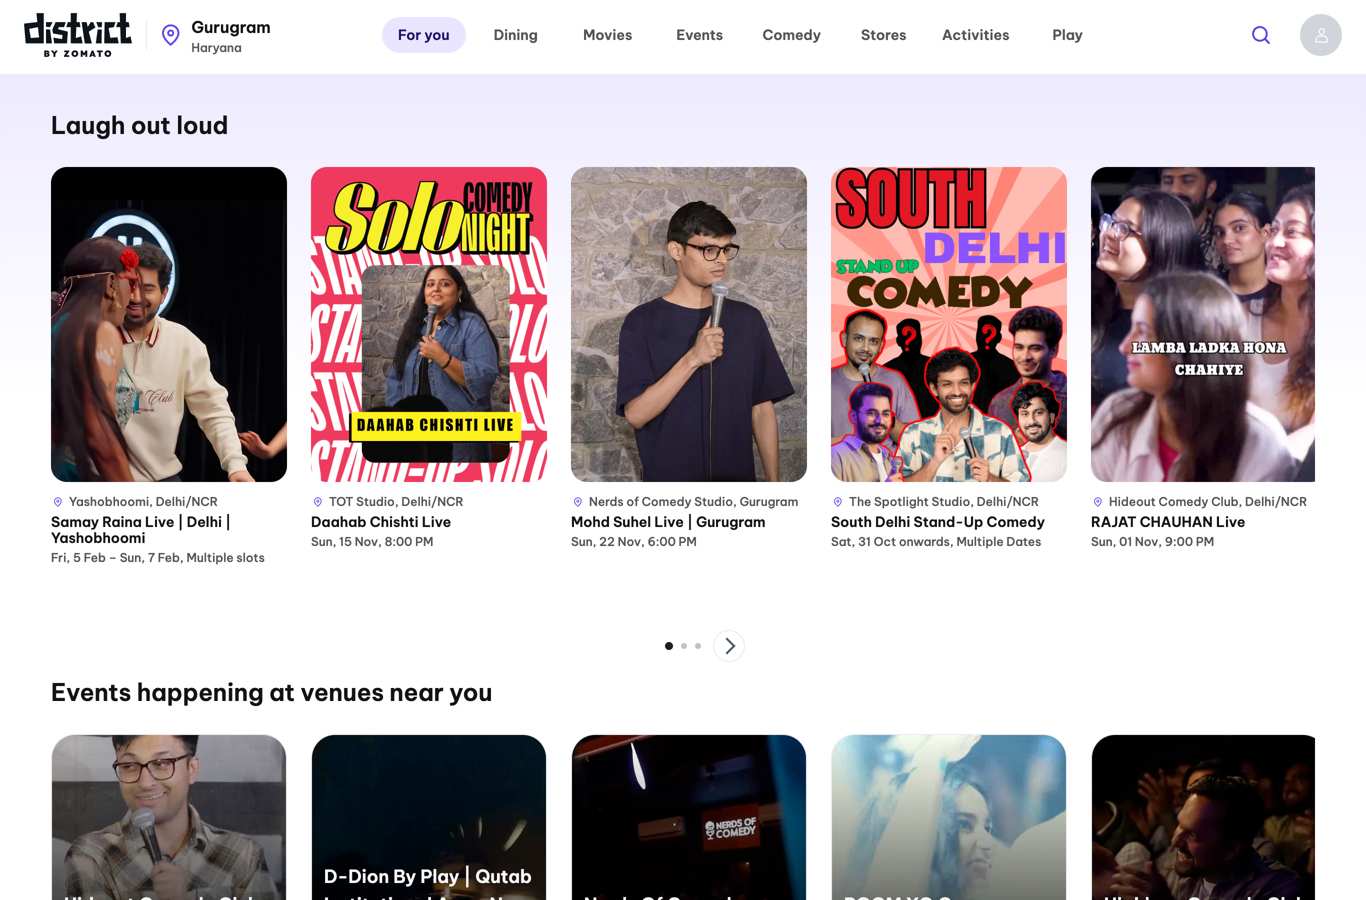 district
BY ZOMATO
Gurugram
Haryana
For you
Dining
Movies
Events
Comedy
Stores
Activities
Play
Laugh out loud
Solo COMEDY NIGHT
DAAHAB CHISHTI LIVE
SOUTH
DELHI
STAND UP
COMEDY
LAMBA LADKA HONA
CHAHIYE
Yashobhoomi, Delhi/NCR
Samay Raina Live | Delhi |
Yashobhoomi
Fri, 5 Feb – Sun, 7 Feb, Multiple slots
TOT Studio, Delhi/NCR
Daahab Chishti Live
Sun, 15 Nov, 8:00 PM
Nerds of Comedy Studio, Gurugram
Mohd Suhel Live | Gurugram
Sun, 22 Nov, 6:00 PM
The Spotlight Studio, Delhi/NCR
South Delhi Stand-Up Comedy
Sat, 31 Oct onwards, Multiple Dates
Hideout Comedy Club, Delhi/NCR
RAJAT CHAUHAN Live
Sun, 01 Nov, 9:00 PM
Events happening at venues near you
NERDS OF
COMEDY
D-Dion By Play | Qutab